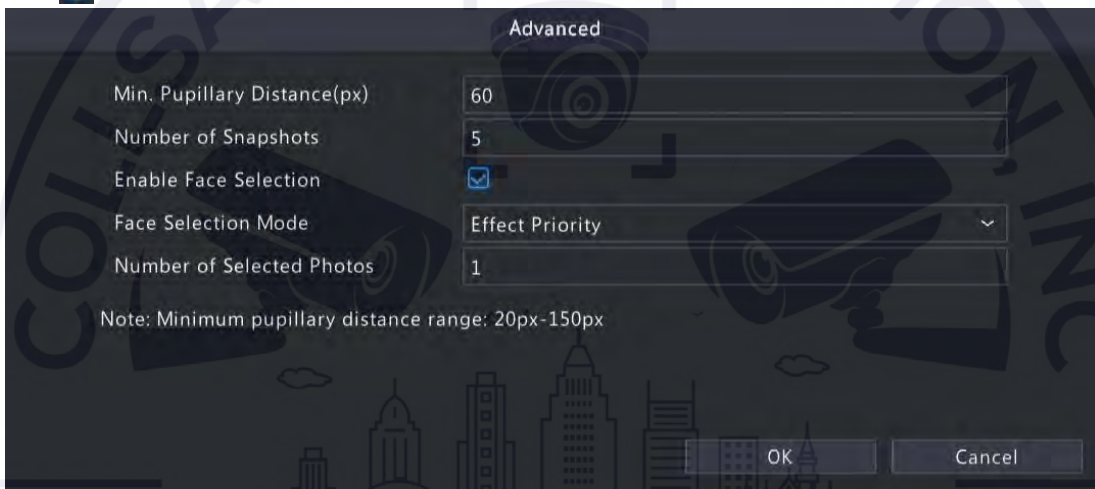 Advanced
Min. Pupillary Distance(px) 60
Number of Snapshots 5
Enable Face Selection
Face Selection Mode Effect Priority
Number of Selected Photos 1
Note: Minimum pupillary distance range: 20px-150px
OK Cancel